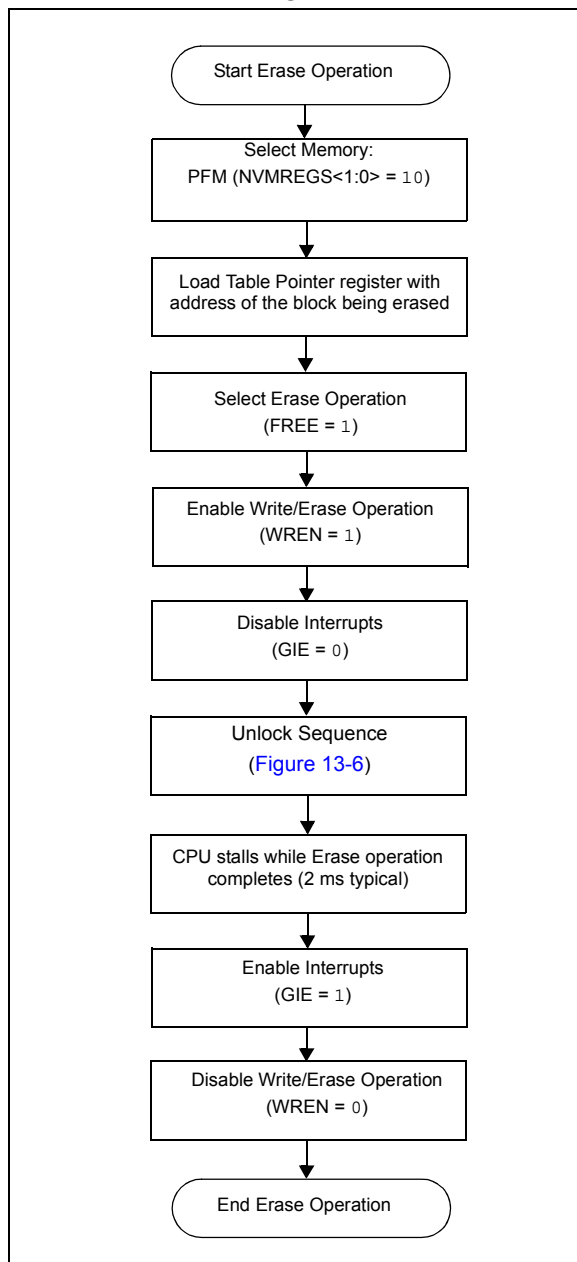 Start Erase Operation
Select Memory:
PFM (NVMREGS<1:0> = 10)
Load Table Pointer register with
address of the block being erased
Select Erase Operation
(FREE = 1)
Enable Write/Erase Operation
(WREN = 1)
Disable Interrupts
(GIE = 0)
Unlock Sequence
(Figure 13-6)
CPU stalls while Erase operation
completes (2 ms typical)
Enable Interrupts
(GIE = 1)
Disable Write/Erase Operation
(WREN = 0)
End Erase Operation